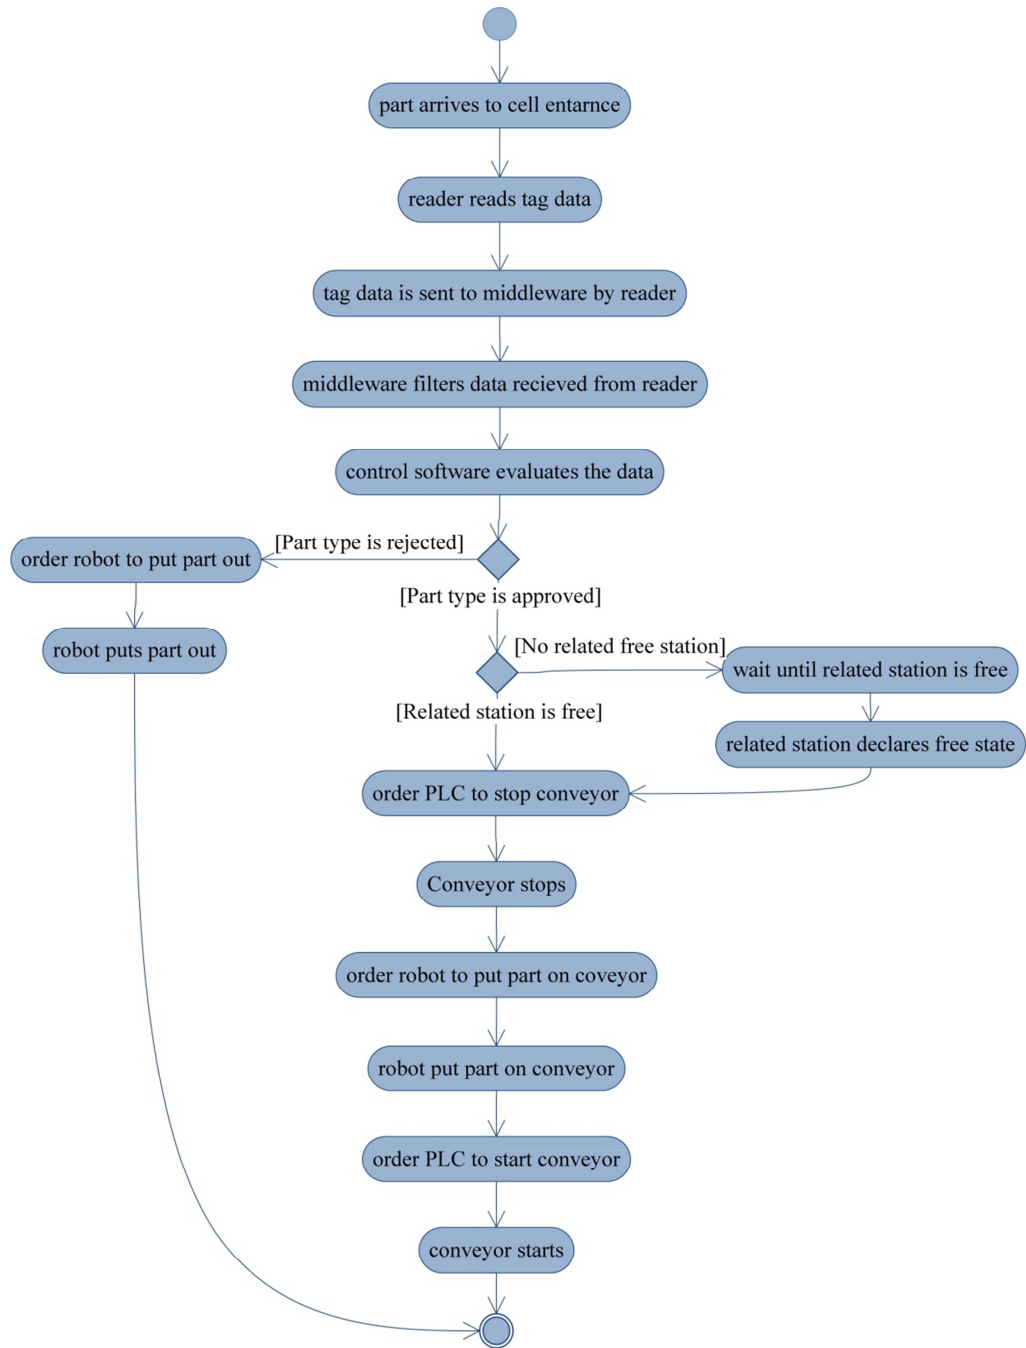 part arrives to cell entarnce
reader reads tag data
tag data is sent to middleware by reader
middleware filters data recieved from reader
control software evaluates the data
[Part type is rejected]
order robot to put part out
[Part type is approved]
robot puts part out
[No related free station]
wait until related station is free
[Related station is free]
related station declares free state
order PLC to stop conveyor
Conveyor stops
order robot to put part on coveyor
robot put part on conveyor
order PLC to start conveyor
conveyor starts